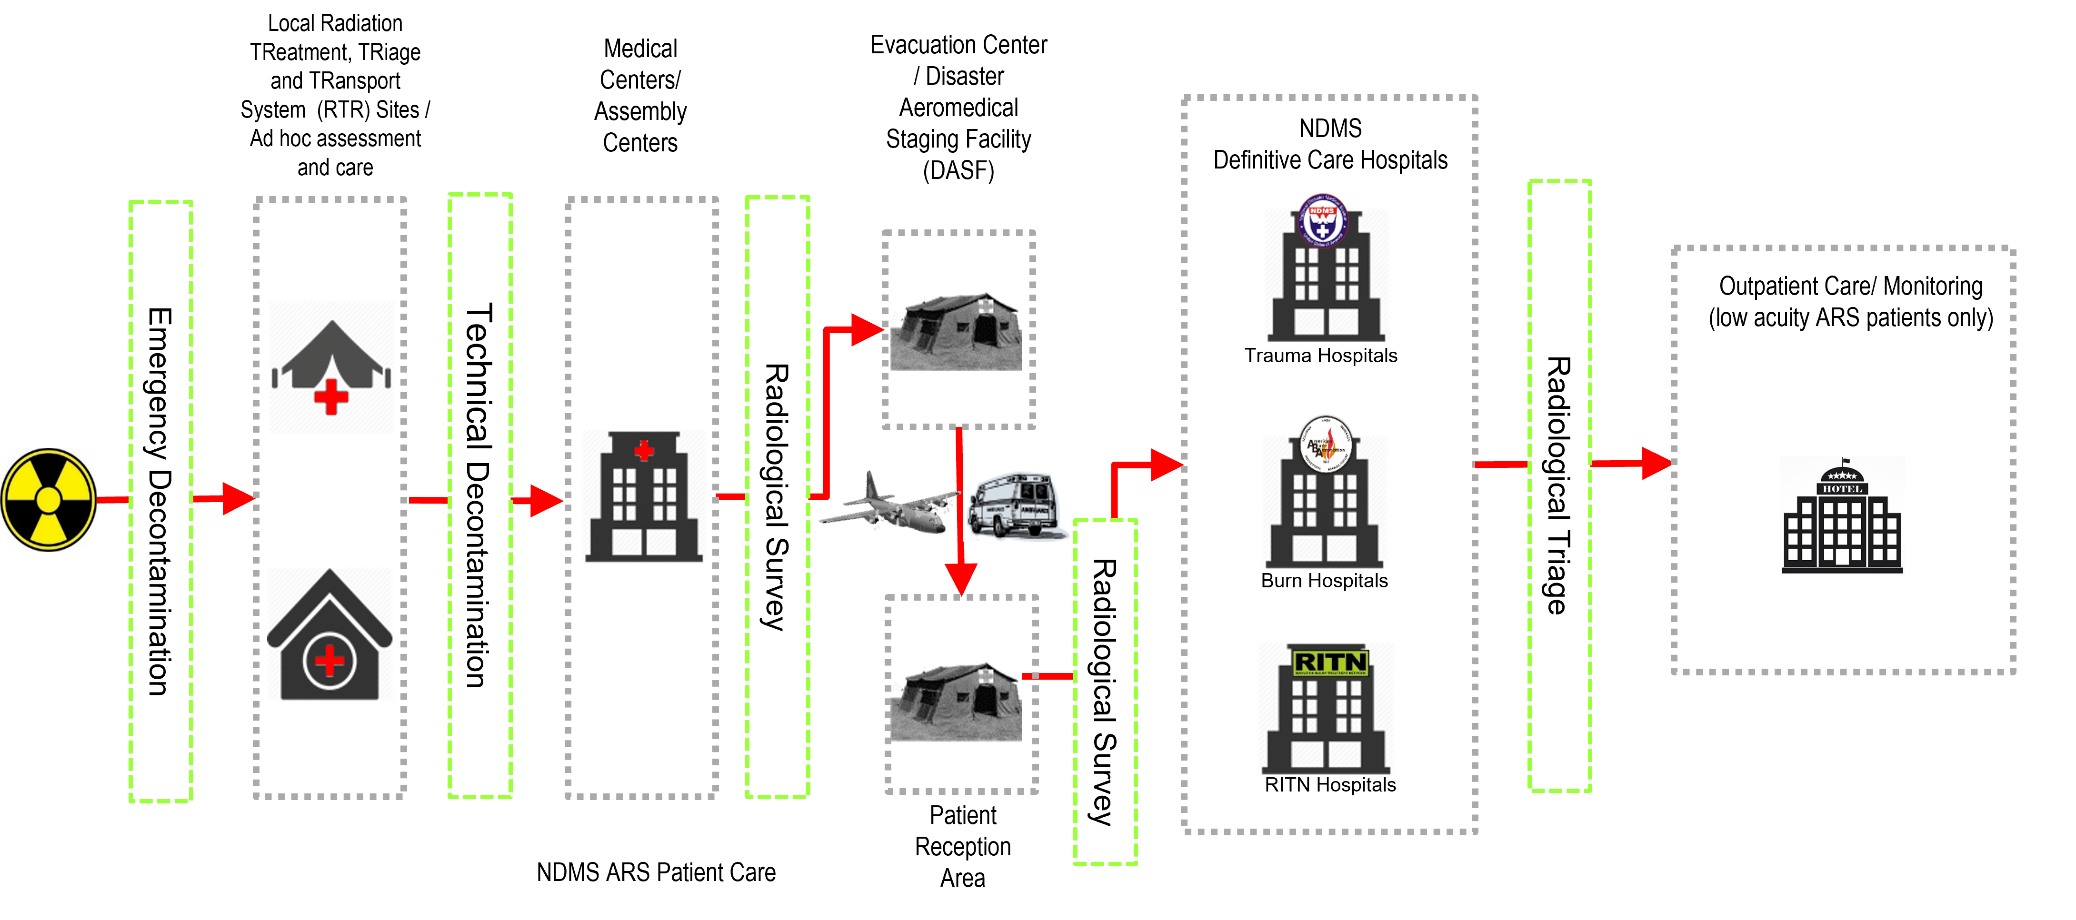 Local Radiation
TReatment, TRiage
and TRansport
System (RTR) Sites /
Ad hoc assessment
and care
Medical
Centers/
Assembly
Centers
Evacuation Center
/ Disaster
Aeromedical
Staging Facility
(DASF)
NDMS
Definitive Care Hospitals
Outpatient Care/ Monitoring
(low acuity ARS patients only)
Emergency Decontamination
Technical Decontamination
Radiological Survey
AMBULANCE
Radiological Survey
NDMS
Trauma Hospitals
Burn Hospitals
RITN
RITN Hospitals
Radiological Triage
HOTEL
Patient
Reception
Area
NDMS ARS Patient Care